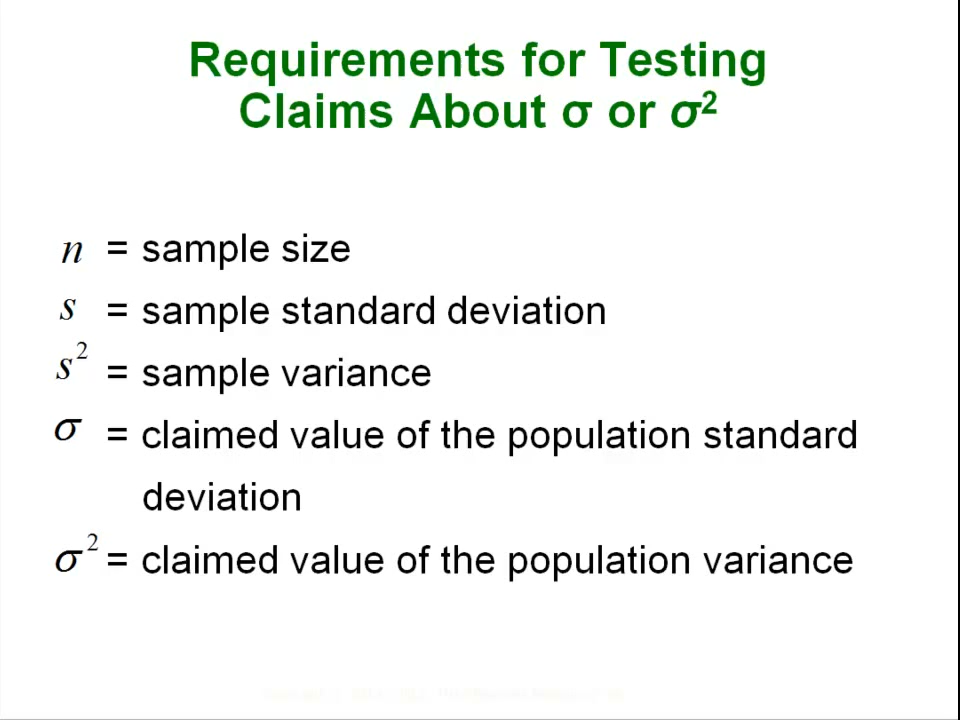 Requirements for Testing
Claims About σ or σ²
n = sample size
s = sample standard deviation
s² = sample variance
σ = claimed value of the population standard
deviation
σ² = claimed value of the population variance